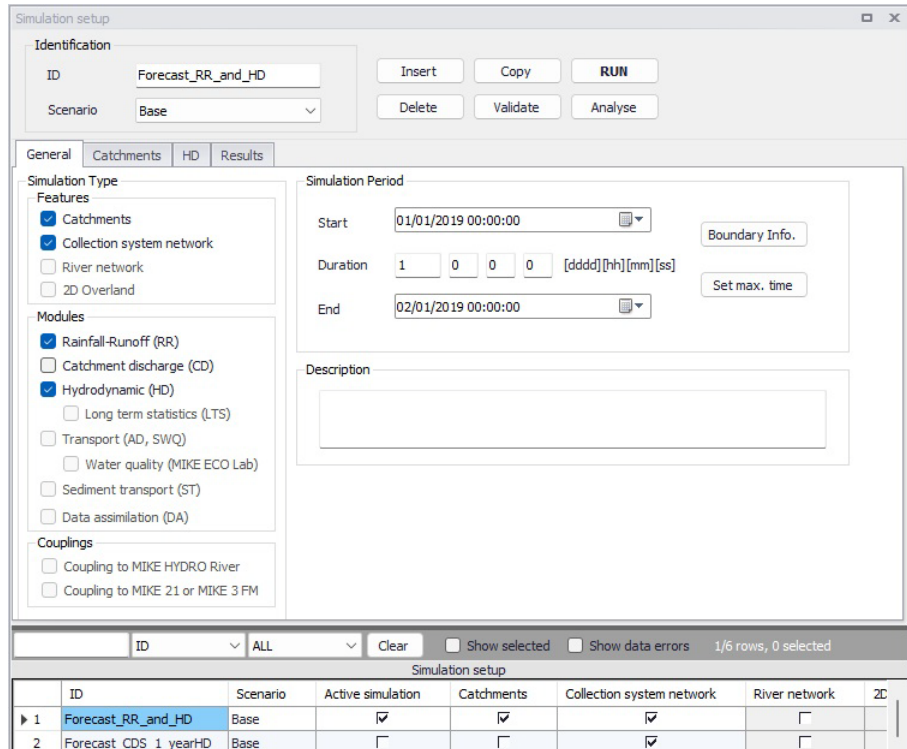 Simulation setup
Identification
ID Forecast_RR_and_HD Insert Copy RUN
Scenario Base Delete Validate Analyse
General Catchments HD Results
Simulation Type
Features
Catchments
Collection system network
River network
2D Overland
Modules
Rainfall-Runoff (RR)
Catchment discharge (CD)
Hydrodynamic (HD)
Long term statistics (LTS)
Transport (AD, SWQ)
Water quality (MIKE ECO Lab)
Sediment transport (ST)
Data assimilation (DA)
Couplings
Coupling to MIKE HYDRO River
Coupling to MIKE 21 or MIKE 3 FM
Simulation Period
Start 01/01/2019 00:00:00
Boundary Info.
Duration 1 0 0 0 [dddd][hh][mm][ss]
Set max. time
End 02/01/2019 00:00:00
Description
ID ALL Clear Show selected Show data errors 1/6 rows, 0 selected
Simulation setup
ID Scenario Active simulation Catchments Collection system network River network 2D
1 Forecast_RR_and_HD Base
2 Forecast_CDS_1_yearHD Base